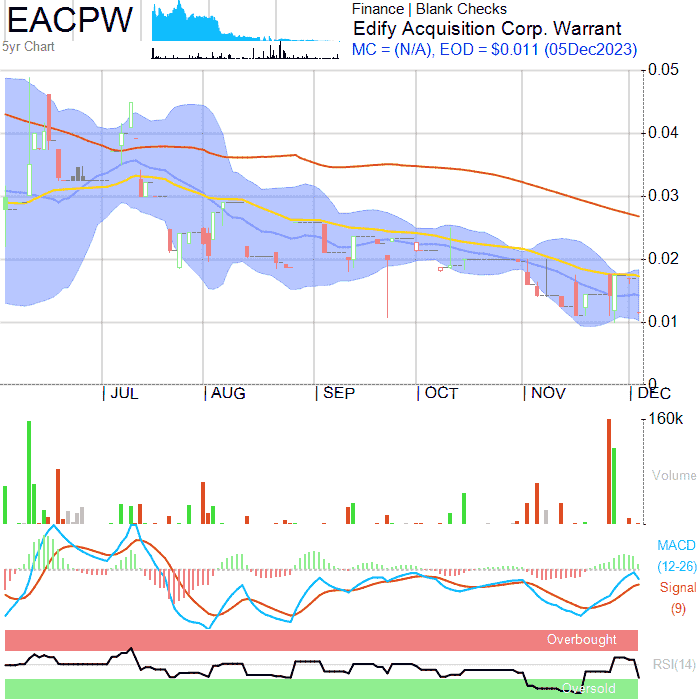 EACPW
5yr Chart
Finance | Blank Checks
Edify Acquisition Corp. Warrant
MC = (N/A), EOD = $0.011 (05Dec2023)
0.05
0.04
0.03
0.02
0.01
0
JUL AUG SEP OCT NOV DEC
160k
Volume
MACD
(12-26)
Signal
(9)
Overbought
RSI(14)
Oversold